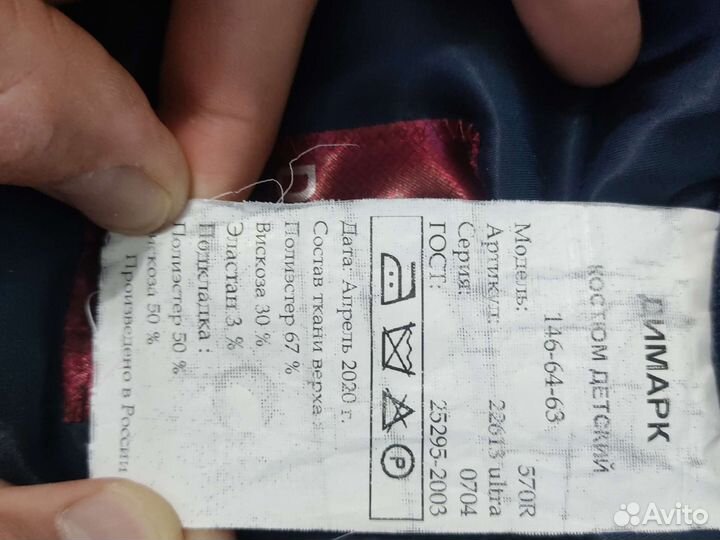 ДИМАРК
КОСТЮМ ДЕТСКИЙ
146-64-63
Модель: 570R
Артикул: 22613 ultra
Серия: 0704
ГОСТ: 25295-2003
P
Дата: Апрель 2020 г.
Состав ткани верха:
Полиэстер 67 %
Вискоза 30 %
Эластан 3 %
Подкладка :
Полиэстер 50 %
Вискоза 50 %
Произведено в России
Avito